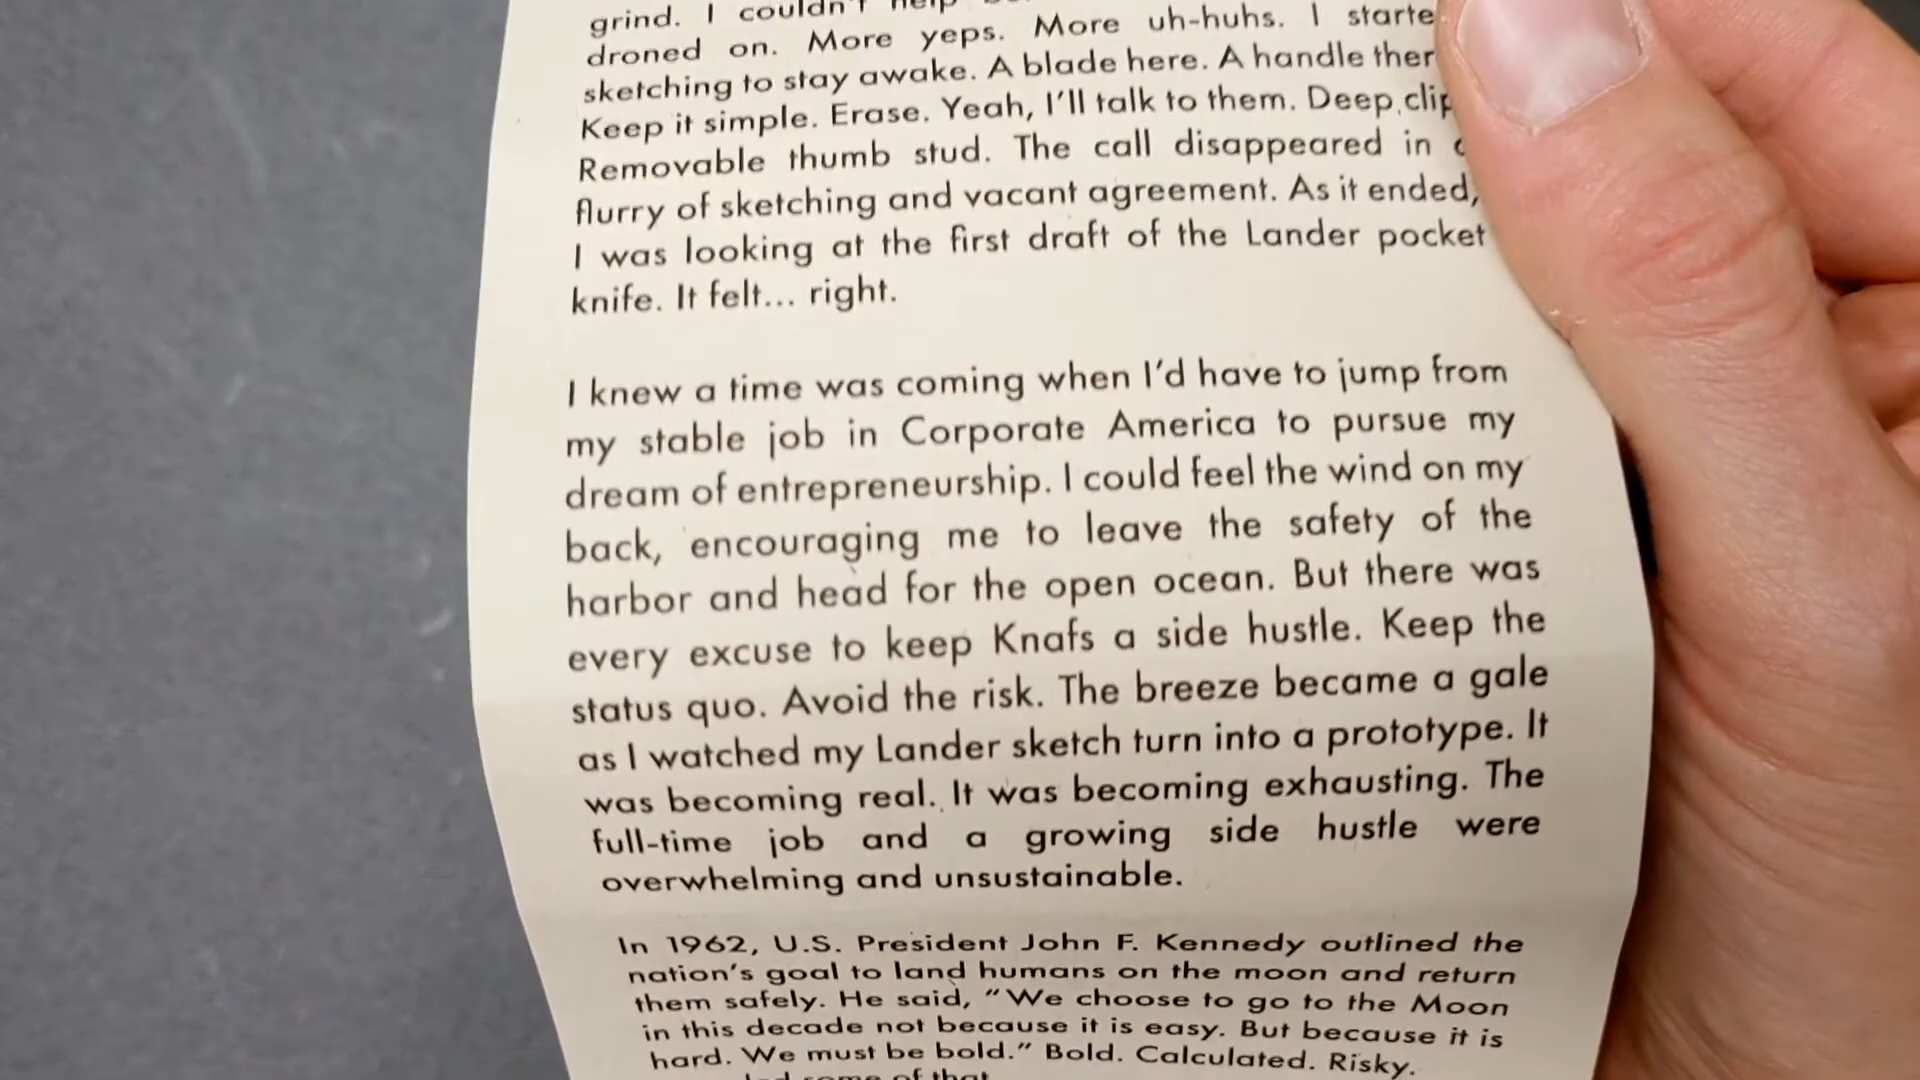 grind. I couldn't help
droned on. More yeps. More uh-huhs. I starte
sketching to stay awake. A blade here. A handle ther
Keep it simple. Erase. Yeah, I'll talk to them. Deep clip
Removable thumb stud. The call disappeared in
flurry of sketching and vacant agreement. As it ended,
I was looking at the first draft of the Lander pocket
knife. It felt... right.
I knew a time was coming when I'd have to jump from
my stable job in Corporate America to pursue my
dream of entrepreneurship. I could feel the wind on my
back, encouraging me to leave the safety of the
harbor and head for the open ocean. But there was
every excuse to keep Knafs a side hustle. Keep the
status quo. Avoid the risk. The breeze became a gale
as I watched my Lander sketch turn into a prototype. It
was becoming real. It was becoming exhausting. The
full-time job and a growing side hustle were
overwhelming and unsustainable.
In 1962, U.S. President John F. Kennedy outlined the
nation's goal to land humans on the moon and return
them safely. He said, "We choose to go to the Moon
in this decade not because it is easy. But because it is
hard. We must be bold." Bold. Calculated. Risky.
some of that